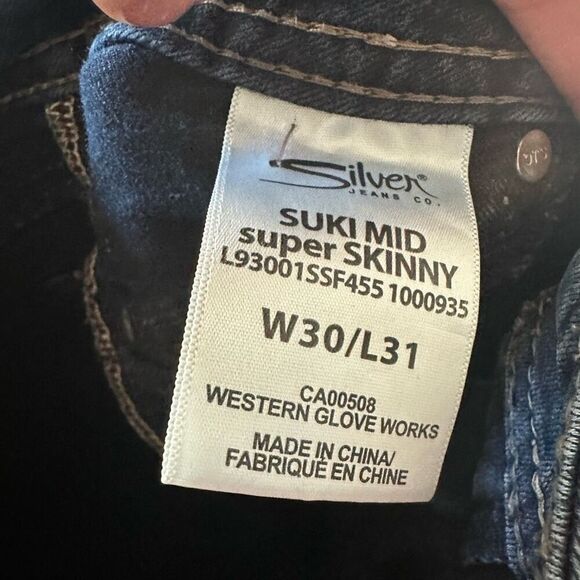 Silver®
JEANS CO.
SUKI MID
super SKINNY
L93001SSF455 1000935
W30/L31
CA00508
WESTERN GLOVE WORKS
MADE IN CHINA/
FABRIQUÉ EN CHINE